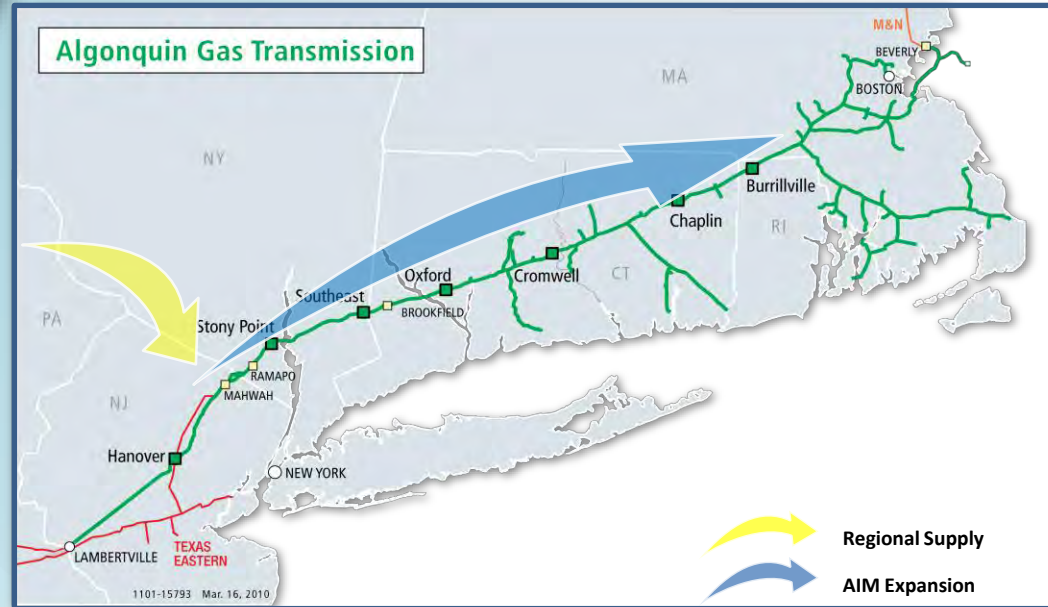 Algonquin Gas Transmission
M&N
BEVERLY
BOSTON
MA
NY
Burrillville
Chaplin
RI
Cromwell
CT
Oxford
Southeast
BROOKFIELD
PA
Stony Point
RAMAPO
MAHWAH
NJ
Hanover
NEW YORK
LAMBERTVILLE
TEXAS
EASTERN
1101-15793 Mar. 16, 2010
Regional Supply
AIM Expansion